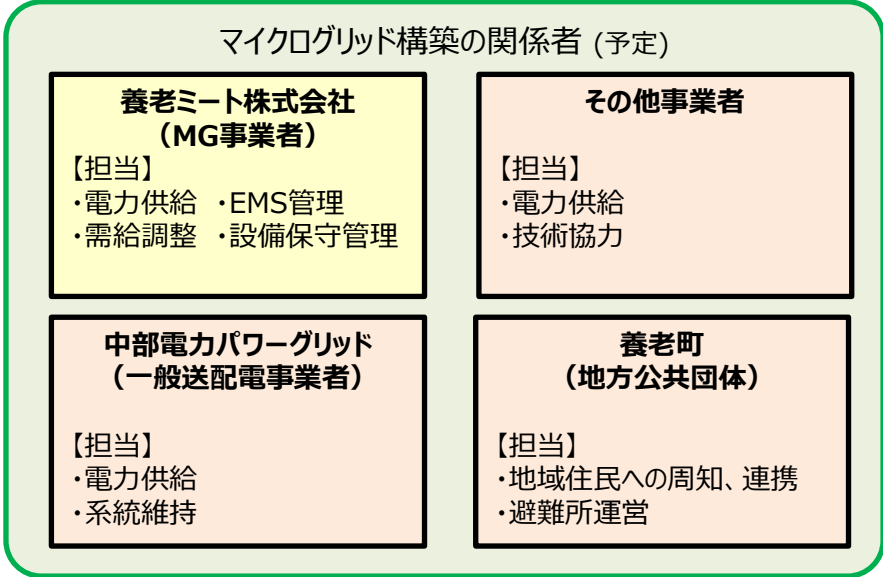 マイクログリッド構築の関係者 (予定)
養老ミート株式会社
（MG事業者）
【担当】
・電力供給 ・EMS管理
・需給調整 ・設備保守管理
その他事業者
【担当】
・電力供給
・技術協力
中部電力パワーグリッド
（一般送配電事業者）
【担当】
・電力供給
・系統維持
養老町
（地方公共団体）
【担当】
・地域住民への周知、連携
・避難所運営